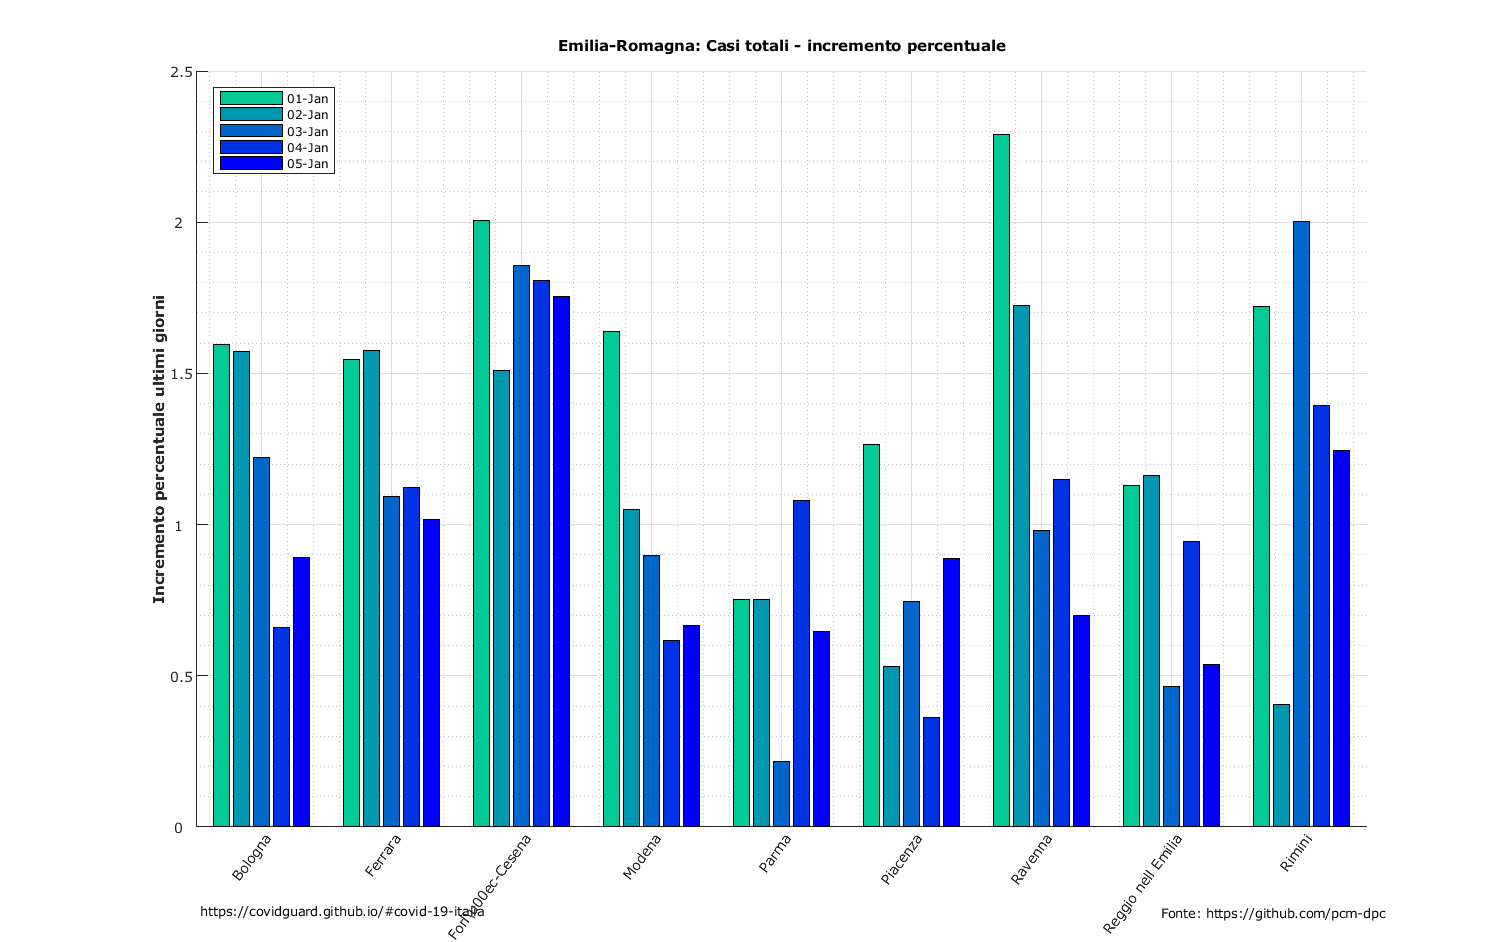 Emilia-Romagna: Casi totali - incremento percentuale
Incremento percentuale ultimi giorni
2.5
2
1.5
1
0.5
0
01-Jan
02-Jan
03-Jan
04-Jan
05-Jan
Bologna
Ferrara
Modena
Parma
Piacenza
Ravenna
Reggio nell Emilia
Rimini
https://covidguard.github.io/#covid-19-italia
Fonte: https://github.com/pcm-dpc